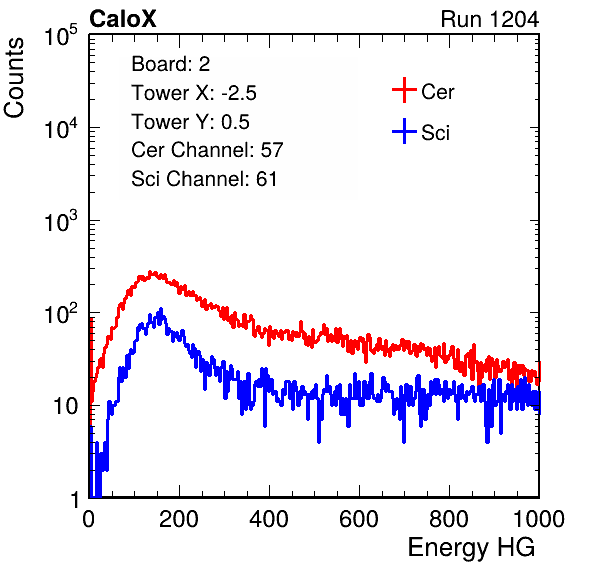 CaloX Run 1204
Counts
Board: 2
Tower X: -2.5
Tower Y: 0.5
Cer Channel: 57
Sci Channel: 61
Cer
Sci
10^5
10^4
10^3
10^2
10
1
0 200 400 600 800 1000
Energy HG